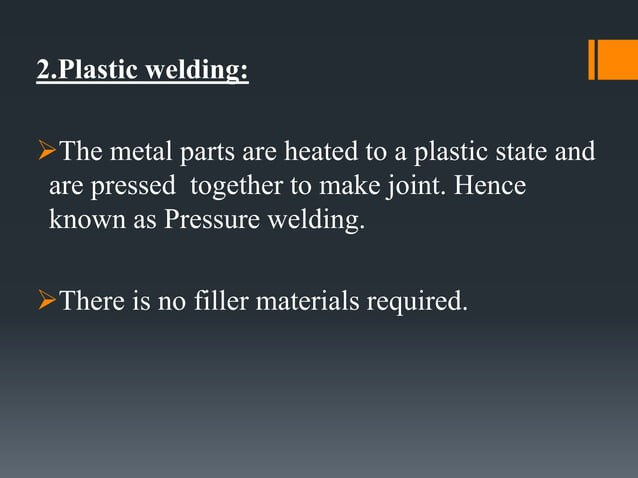 2.Plastic welding:
➢The metal parts are heated to a plastic state and
are pressed  together to make joint. Hence
known as Pressure welding.
➢There is no filler materials required.